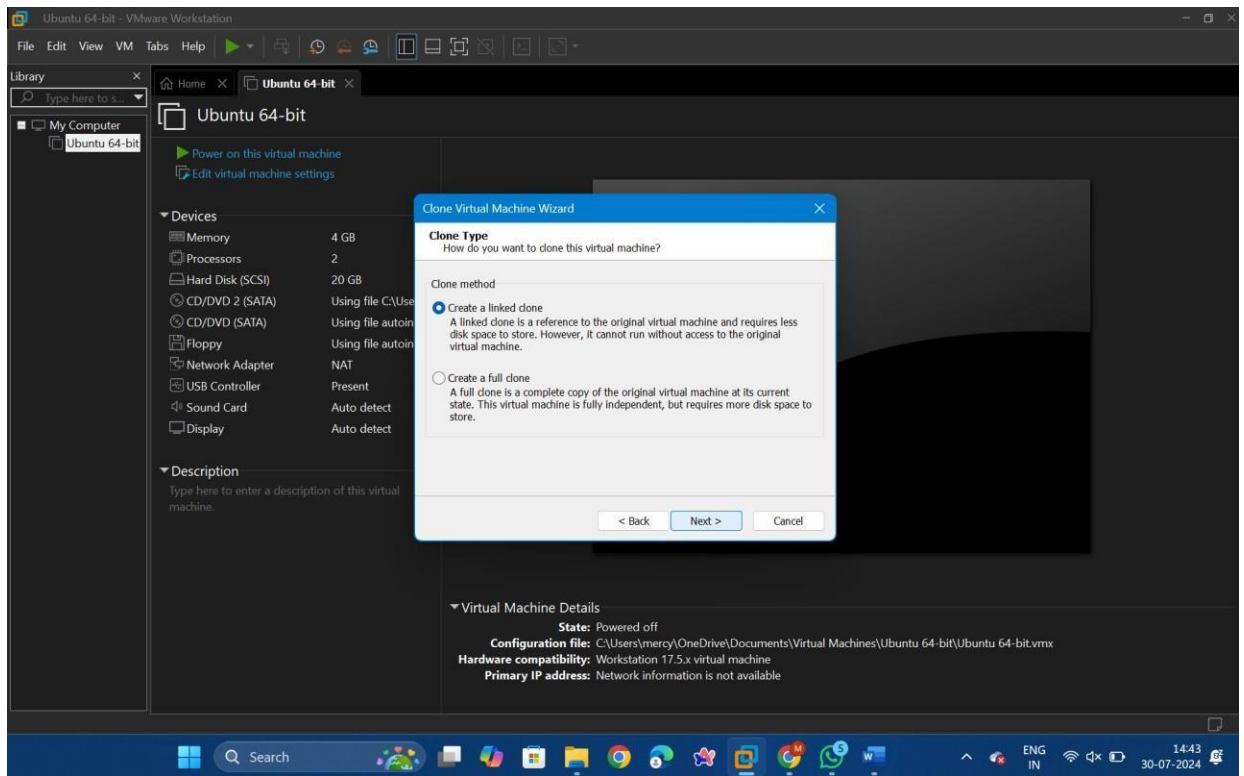 Ubuntu 64-bit - VMware Workstation
File Edit View VM Tabs Help
Library
Type here to s...
My Computer
Ubuntu 64-bit
Home
Ubuntu 64-bit
Ubuntu 64-bit
Power on this virtual machine
Edit virtual machine settings
Devices
Memory 4 GB
Processors 2
Hard Disk (SCSI) 20 GB
CD/DVD 2 (SATA) Using file C:\Use
CD/DVD (SATA) Using file autoin
Floppy Using file autoin
Network Adapter NAT
USB Controller Present
Sound Card Auto detect
Display Auto detect
Description
Type here to enter a description of this virtual
machine.
Clone Virtual Machine Wizard
Clone Type
How do you want to clone this virtual machine?
Clone method
Create a linked clone
A linked clone is a reference to the original virtual machine and requires less
disk space to store. However, it cannot run without access to the original
virtual machine.
Create a full clone
A full clone is a complete copy of the original virtual machine at its current
state. This virtual machine is fully independent, but requires more disk space to
store.
< Back Next > Cancel
Virtual Machine Details
State: Powered off
Configuration file: C:\Users\mercy\OneDrive\Documents\Virtual Machines\Ubuntu 64-bit\Ubuntu 64-bit.vmx
Hardware compatibility: Workstation 17.5.x virtual machine
Primary IP address: Network information is not available
Search
M
5
W
ENG
IN
14:43
30-07-2024